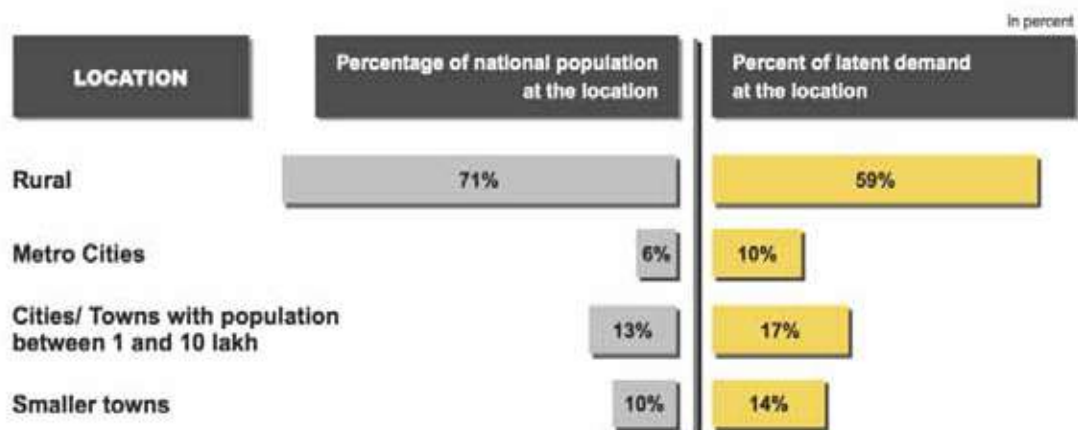 In percent
LOCATION
Percentage of national population
at the location
Percent of latent demand
at the location
Rural
71%
59%
Metro Cities
6%
10%
Cities/ Towns with population
between 1 and 10 lakh
13%
17%
Smaller towns
10%
14%